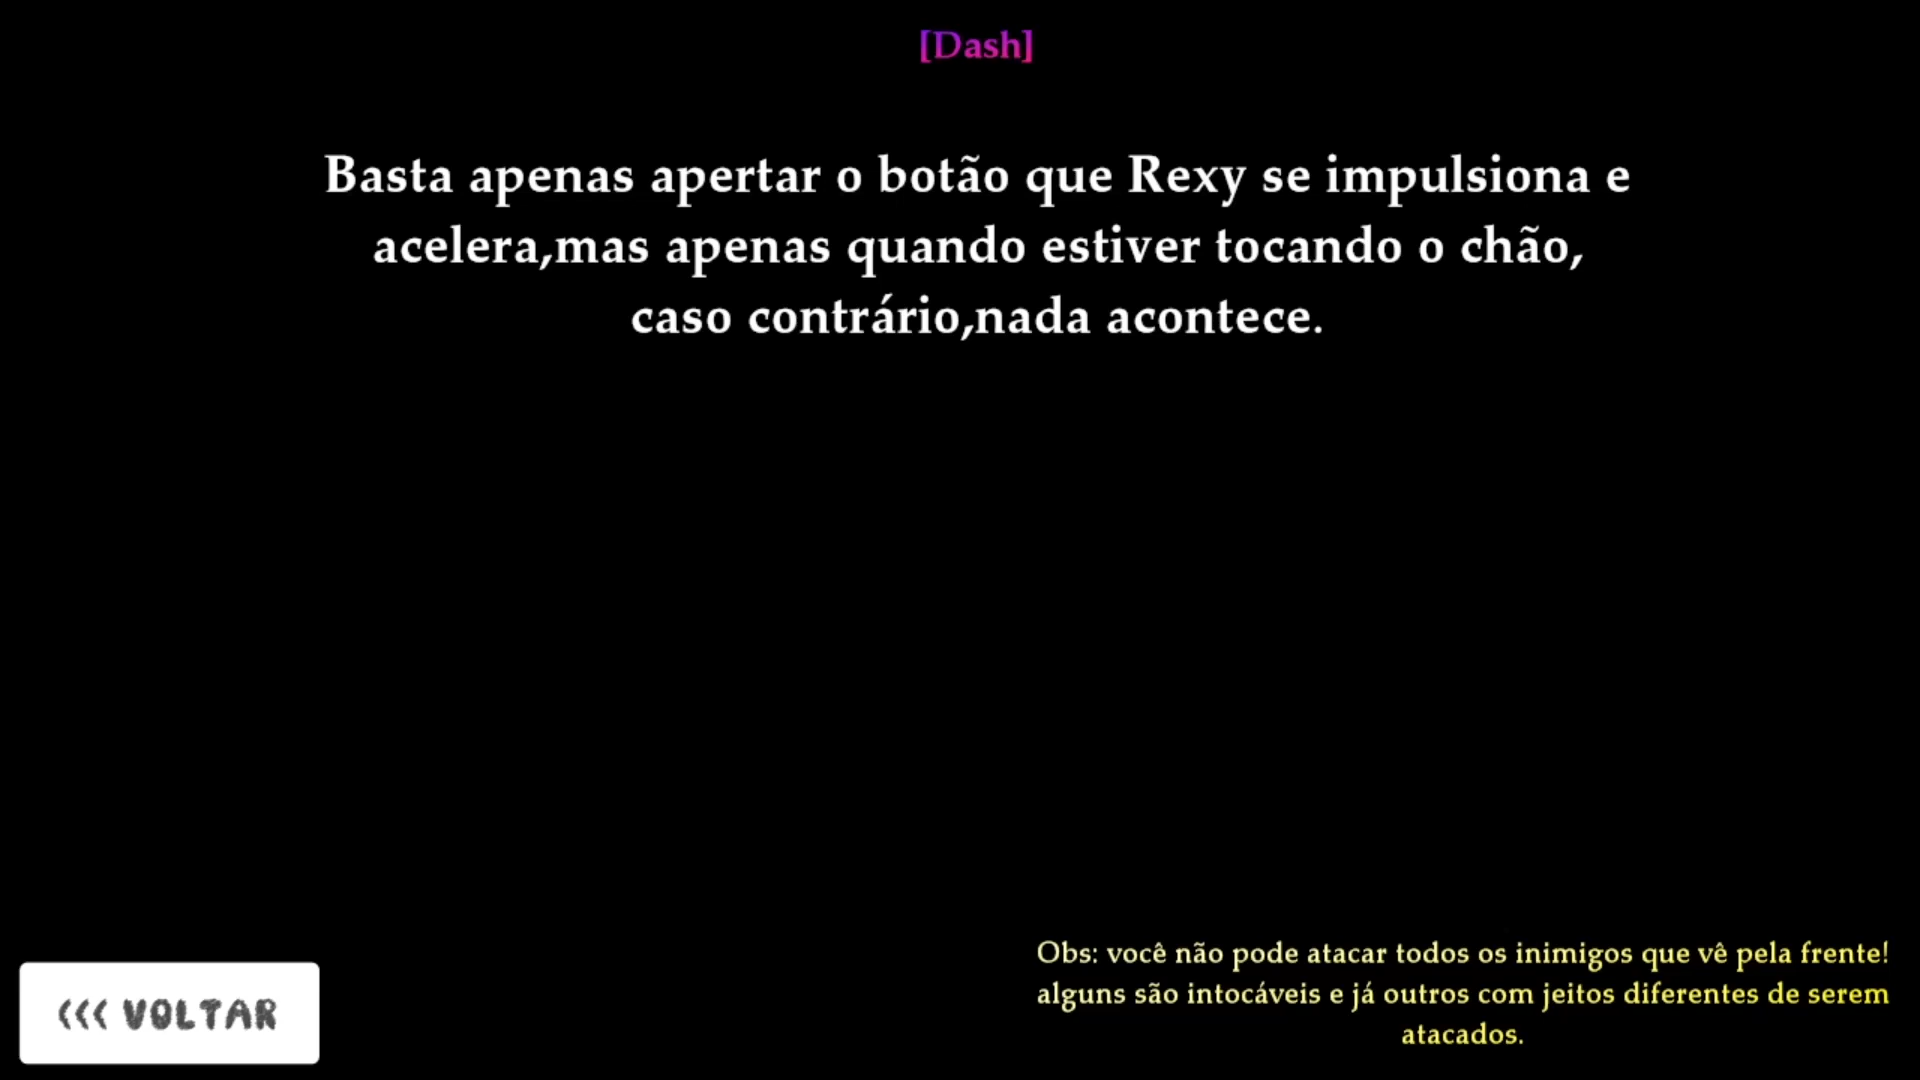 [Dash]
Basta apenas apertar o botão que Rexy se impulsiona e
acelera,mas apenas quando estiver tocando o chão,
caso contrário,nada acontece.
Obs: você não pode atacar todos os inimigos que vê pela frente!
alguns são intocáveis e já outros com jeitos diferentes de serem
atacados.
<<< VOLTAR